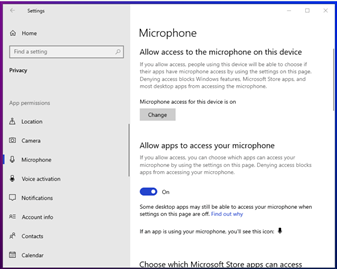 Settings
Home
Find a setting
Privacy
App permissions
Location
Camera
Microphone
Voice activation
Notifications
Account info
Contacts
Calendar
Microphone
Allow access to the microphone on this device
If you allow access, people using this device will be able to choose if
their apps have microphone access by using the settings on this page.
Denying access blocks Windows features, Microsoft Store apps, and
most desktop apps from accessing the microphone.
Microphone access for this device is on
Change
Allow apps to access your microphone
If you allow access, you can choose which apps can access your
microphone by using the settings on this page. Denying access blocks
apps from accessing your microphone.
On
Some desktop apps may still be able to access your microphone when
settings on this page are off. Find out why
If an app is using your microphone, you'll see this icon:
Choose which Microsoft Store apps can access